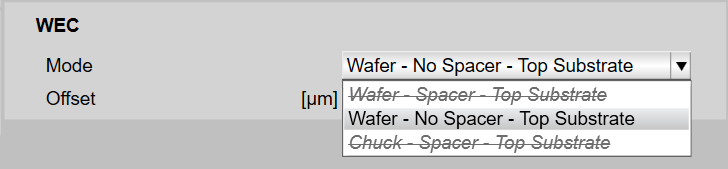 WEC
Mode Wafer - No Spacer - Top Substrate
Offset [µm] Wafer - Spacer - Top Substrate
Wafer - No Spacer - Top Substrate
Chuck - Spacer - Top Substrate